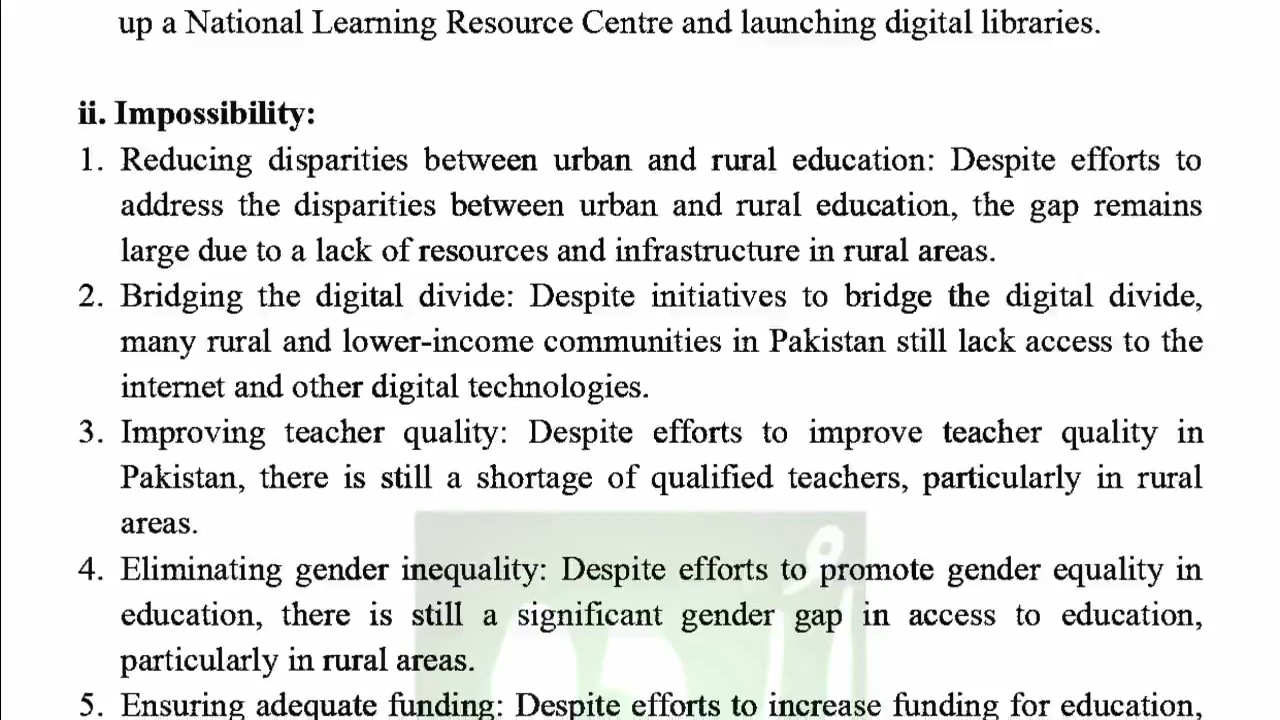 up a National Learning Resource Centre and launching digital libraries.
ii. Impossibility:
1. Reducing disparities between urban and rural education: Despite efforts to
address the disparities between urban and rural education, the gap remains
large due to a lack of resources and infrastructure in rural areas.
2. Bridging the digital divide: Despite initiatives to bridge the digital divide,
many rural and lower-income communities in Pakistan still lack access to the
internet and other digital technologies.
3. Improving teacher quality: Despite efforts to improve teacher quality in
Pakistan, there is still a shortage of qualified teachers, particularly in rural
areas.
4. Eliminating gender inequality: Despite efforts to promote gender equality in
education, there is still a significant gender gap in access to education,
particularly in rural areas.
5. Ensuring adequate funding: Despite efforts to increase funding for education,